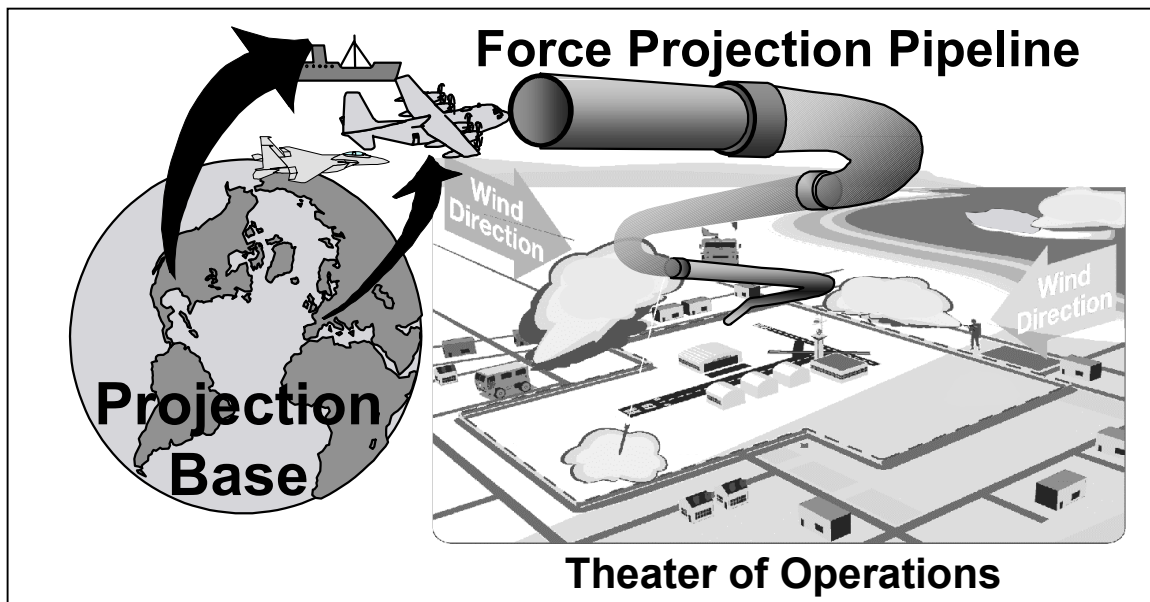 Force Projection Pipeline
Wind
Direction
Wind
Direction
Projection
Base
Theater of Operations